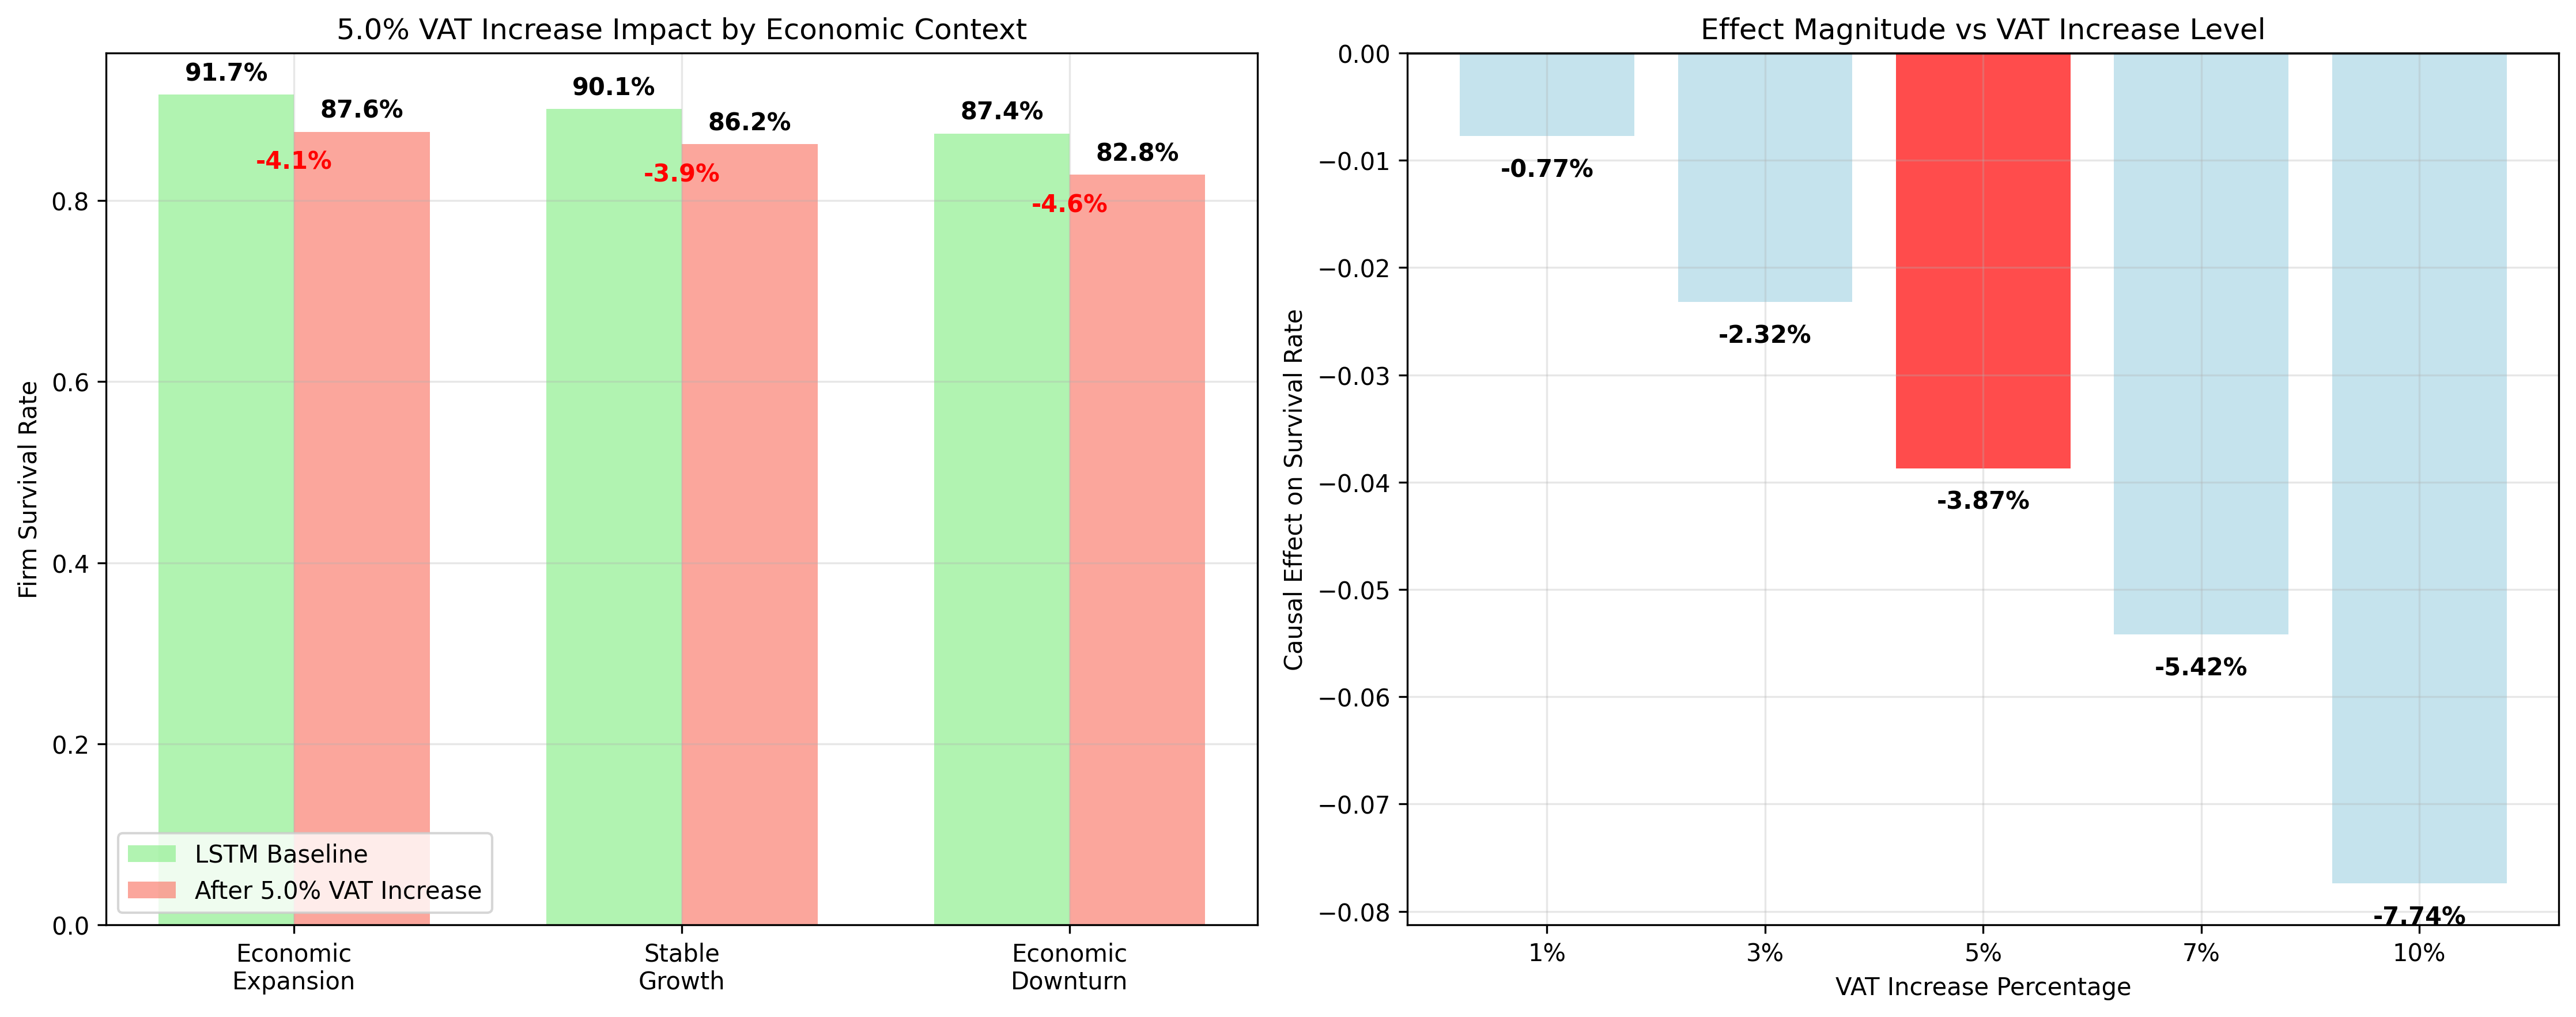 5.0% VAT Increase Impact by Economic Context
Firm Survival Rate
0.8
0.6
0.4
0.2
0.0
91.7%
87.6%
-4.1%
90.1%
86.2%
-3.9%
87.4%
82.8%
-4.6%
LSTM Baseline
After 5.0% VAT Increase
Economic
Expansion
Stable
Growth
Economic
Downturn
Effect Magnitude vs VAT Increase Level
Causal Effect on Survival Rate
0.00
−0.01
−0.02
−0.03
−0.04
−0.05
−0.06
−0.07
−0.08
-0.77%
-2.32%
-3.87%
-5.42%
-7.74%
1%
3%
5%
7%
10%
VAT Increase Percentage